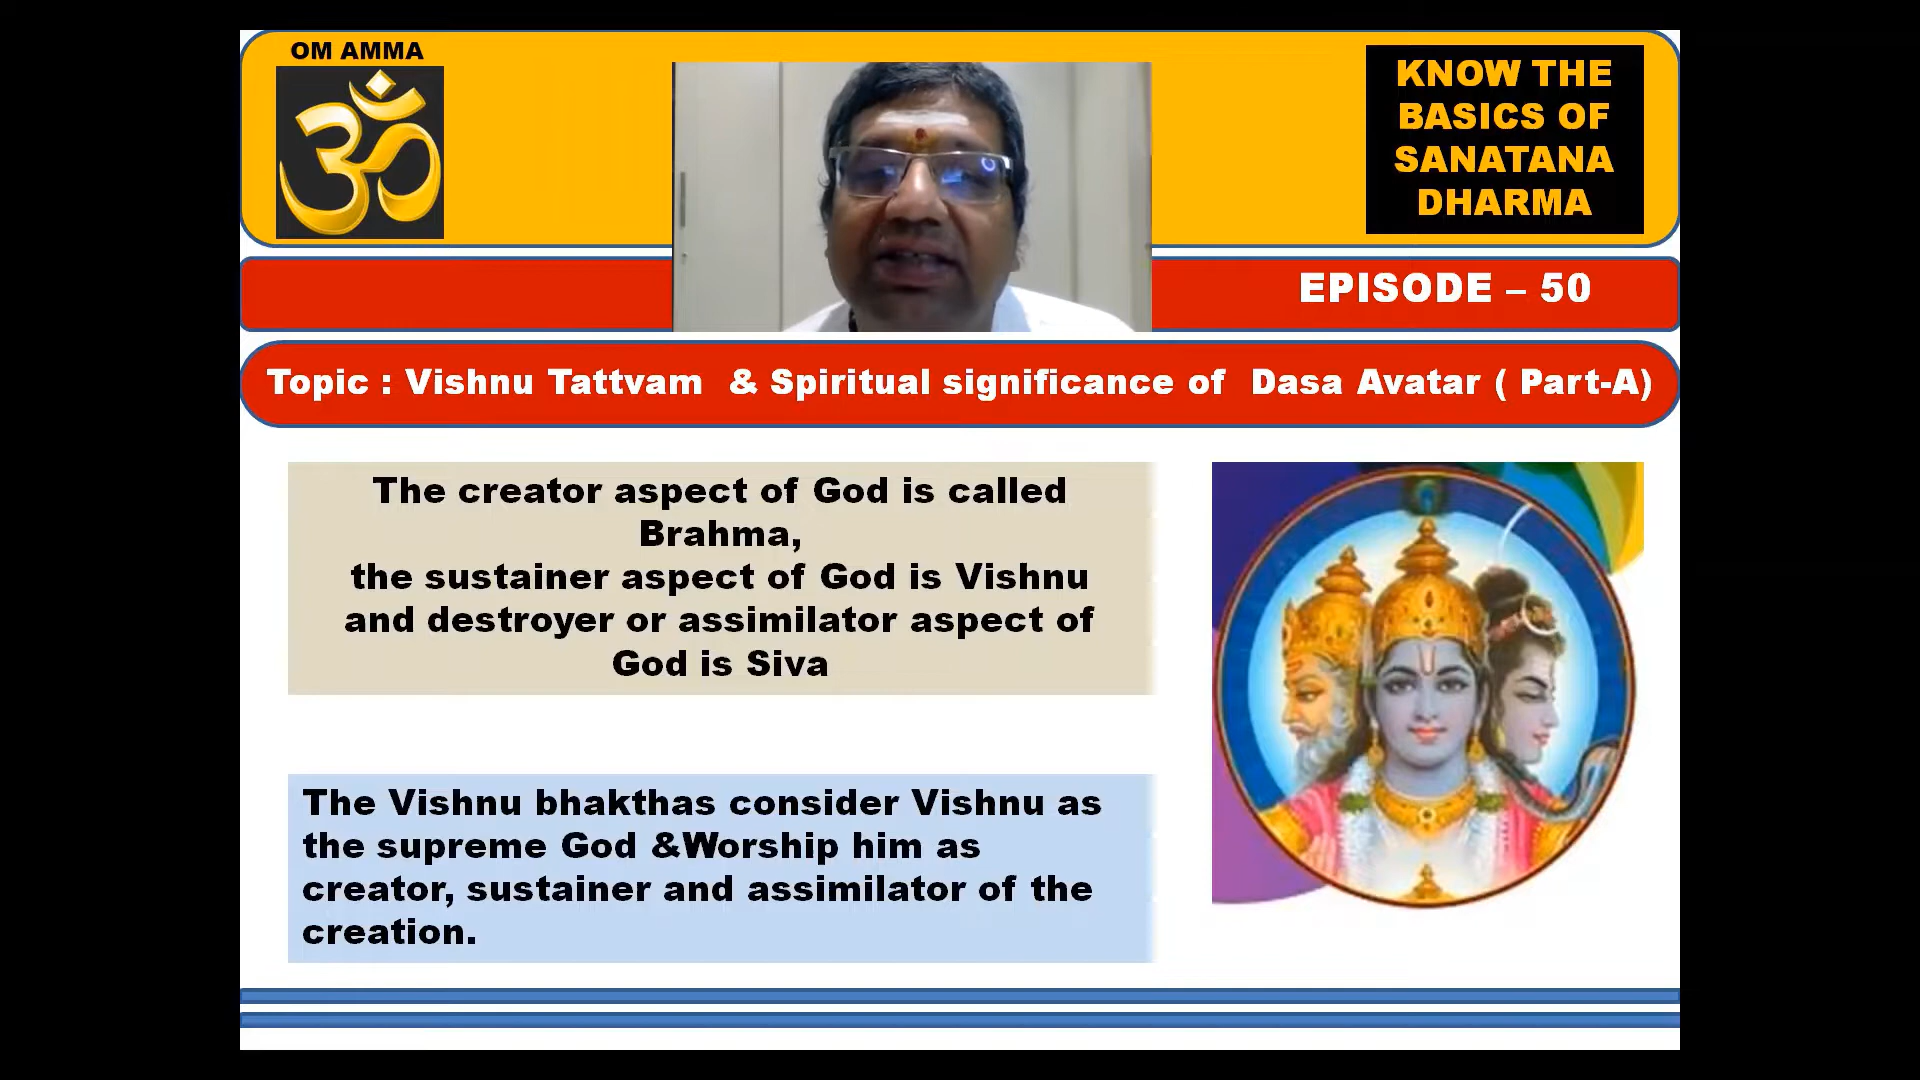 OM AMMA
KNOW THE
BASICS OF
SANATANA
DHARMA
EPISODE – 50
Topic : Vishnu Tattvam & Spiritual significance of Dasa Avatar ( Part-A)
The creator aspect of God is called
Brahma,
the sustainer aspect of God is Vishnu
and destroyer or assimilator aspect of
God is Siva
The Vishnu bhakthas consider Vishnu as
the supreme God &Worship him as
creator, sustainer and assimilator of the
creation.